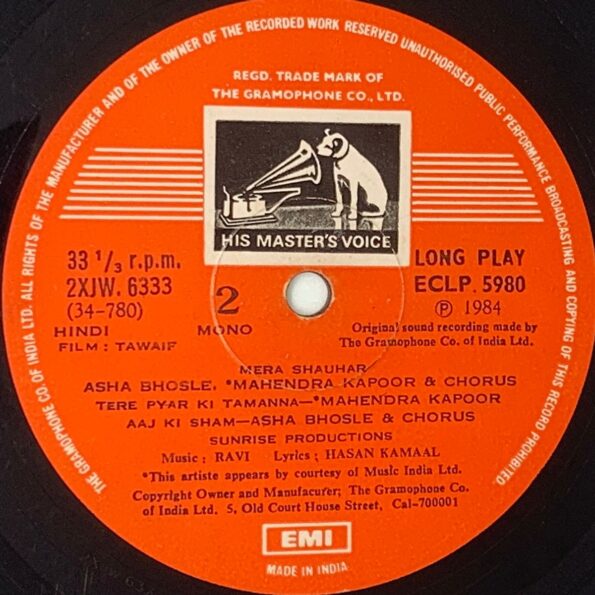 THE GRAMOPHONE CO. OF INDIA LTD. ALL RIGHTS OF THE MANUFACTURER AND OF THE OWNER OF THE RECORDED WORK RESERVED UNAUTHORISED PUBLIC PERFORMANCE BROADCASTING AND COPYING OF THIS RECORD PROHIBITED
REGD. TRADE MARK OF
THE GRAMOPHONE CO., LTD.
HIS MASTER'S VOICE
33 1/3 r.p.m.
2XJW. 6333
(34-780)
HINDI
FILM : TAWAIF
2
MONO
LONG PLAY
ECLP. 5980
℗ 1984
Original sound recording made by
The Gramophone Co. of India Ltd.
MERA SHAUHAR
ASHA BHOSLE, *MAHENDRA KAPOOR & CHORUS
TERE PYAR KI TAMANNA—*MAHENDRA KAPOOR
AAJ KI SHAM—ASHA BHOSLE & CHORUS
SUNRISE PRODUCTIONS
Music : RAVI Lyrics ; HASAN KAMAAL
*This artiste appears by courtesy of Music India Ltd.
Copyright Owner and Manufacufer; The Gramophone Co.
of India Ltd. 5, Old Court House Street, Cal-700001
EMI
MADE IN INDIA